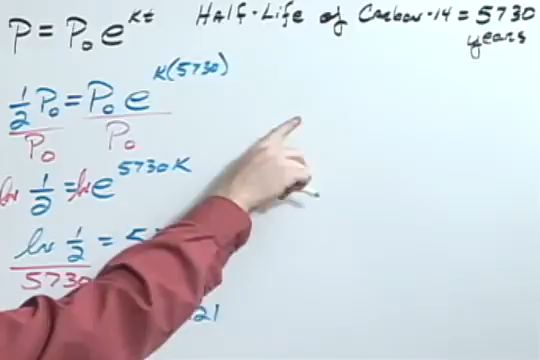 P = P₀e^kt
Half-Life of Carbon-14 = 5730
years
½P₀ = P₀e^k(5730)
P₀ P₀
ln ½ = ln e^5730k
ln ½ = 5
5730
21